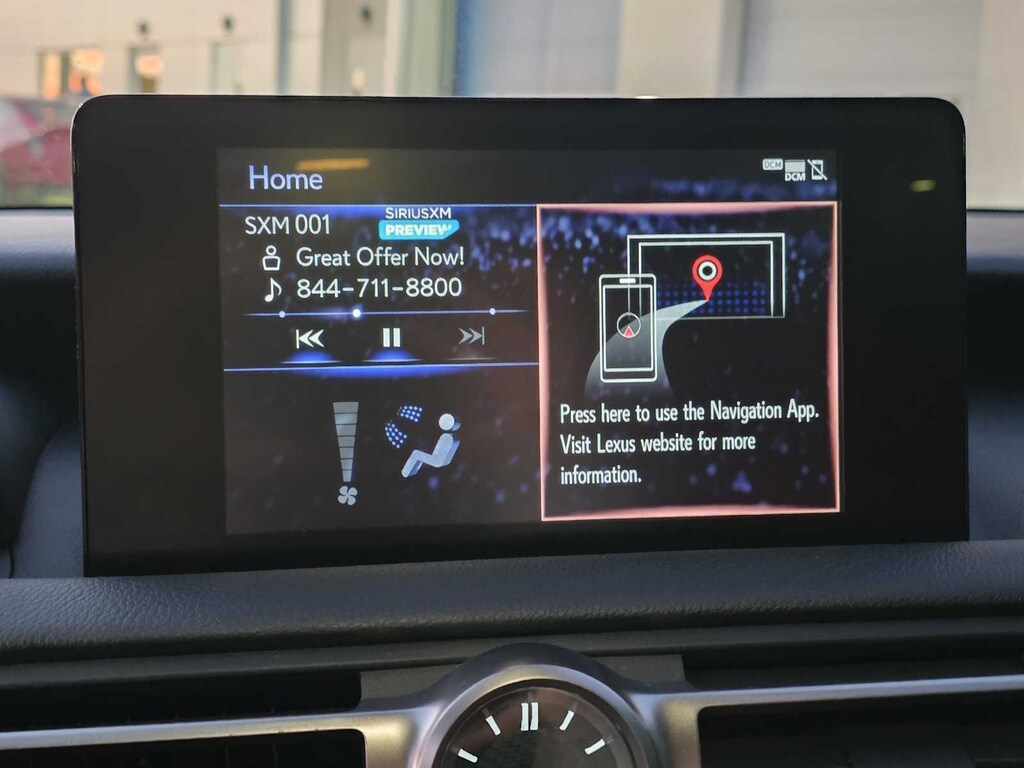 Home
DCM
DCM
SXM 001
SIRIUSXM
PREVIEW
Great Offer Now!
844-711-8800
Press here to use the Navigation App.
Visit Lexus website for more
information.